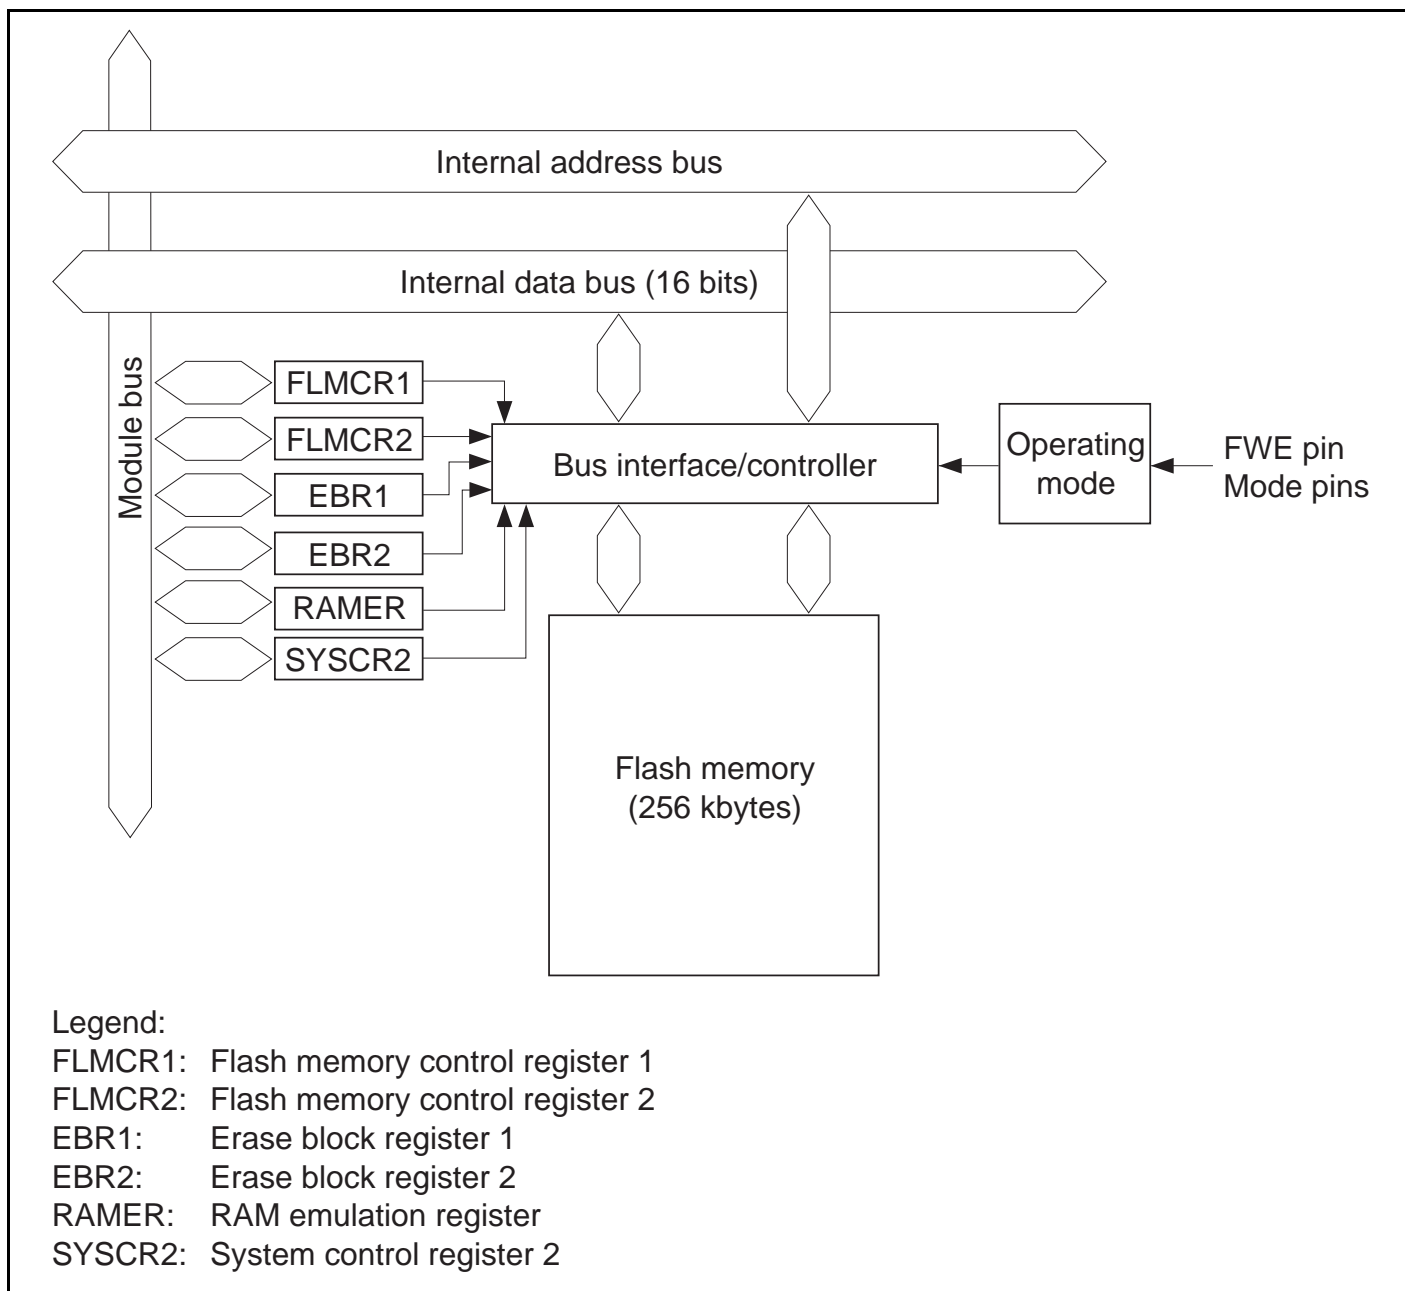 Internal address bus
Internal data bus (16 bits)
Module bus
FLMCR1
FLMCR2
EBR1
EBR2
RAMER
SYSCR2
Bus interface/controller
Operating
mode
FWE pin
Mode pins
Flash memory
(256 kbytes)
Legend:
FLMCR1: Flash memory control register 1
FLMCR2: Flash memory control register 2
EBR1: Erase block register 1
EBR2: Erase block register 2
RAMER: RAM emulation register
SYSCR2: System control register 2